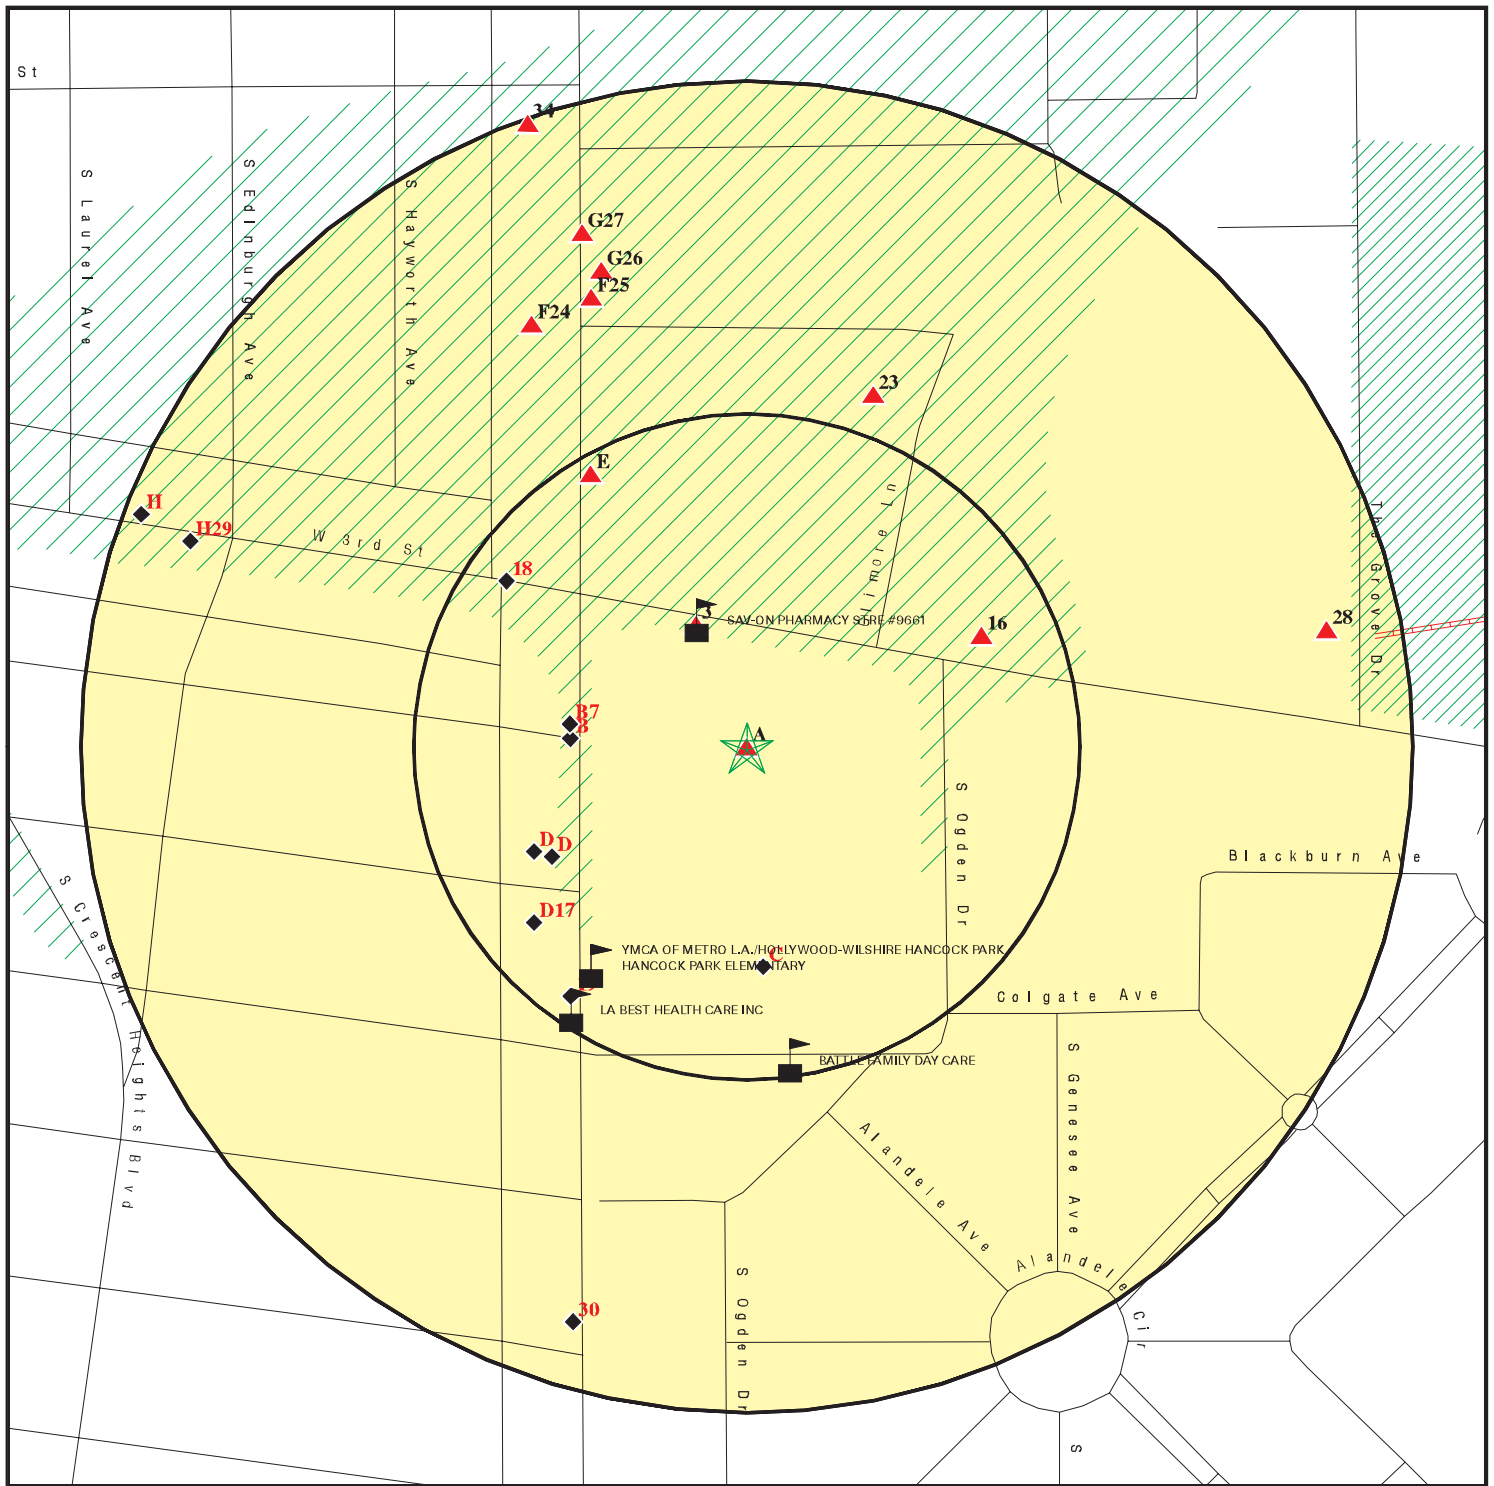 St
34
S Laurel Ave
S Edinburgh Ave
S Hayworth Ave
G27
G26
F25
F24
23
E
H
H29
W 3rd St
18
The Grove Dr
3
SAV-ON PHARMACY STRE #9661
16
28
B7
B
A
S Ogden Dr
D
D
D17
Blackburn Ave
S Crescent Heights Blvd
YMCA OF METRO L.A./HOLLYWOOD-WILSHIRE HANCOCK PARK
C
HANCOCK PARK ELEMENTARY
Colgate Ave
LA BEST HEALTH CARE INC
BATTLE FAMILY DAY CARE
S Genesee Ave
Alandele Ave
Alandele Cir
S Ogden Dr
30
S